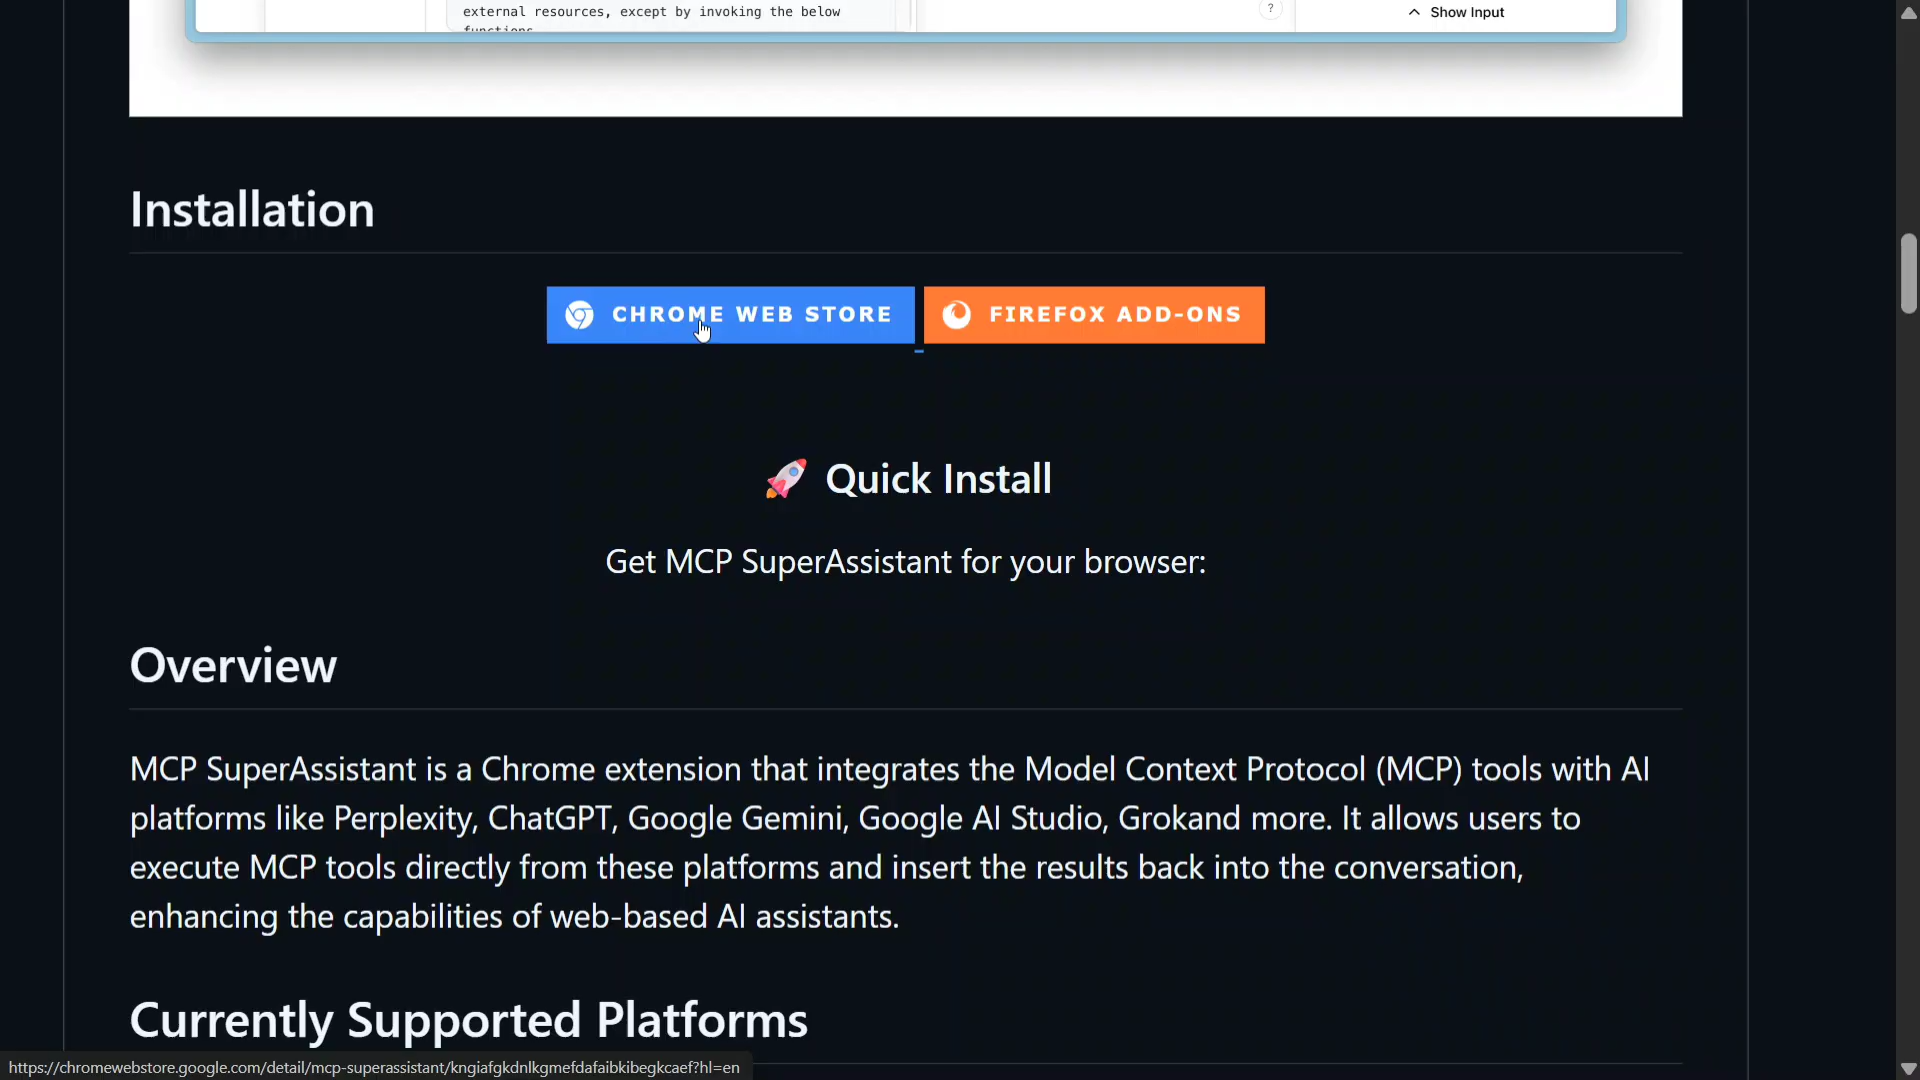 external resources, except by invoking the below
functions
?
Show Input
Installation
CHROME WEB STORE
FIREFOX ADD-ONS
🚀 Quick Install
Get MCP SuperAssistant for your browser:
Overview
MCP SuperAssistant is a Chrome extension that integrates the Model Context Protocol (MCP) tools with AI
platforms like Perplexity, ChatGPT, Google Gemini, Google AI Studio, Grokand more. It allows users to
execute MCP tools directly from these platforms and insert the results back into the conversation,
enhancing the capabilities of web-based AI assistants.
Currently Supported Platforms
https://chromewebstore.google.com/detail/mcp-superassistant/kngiafgkdnlkgmefdafaibkibegkcaef?hl=en